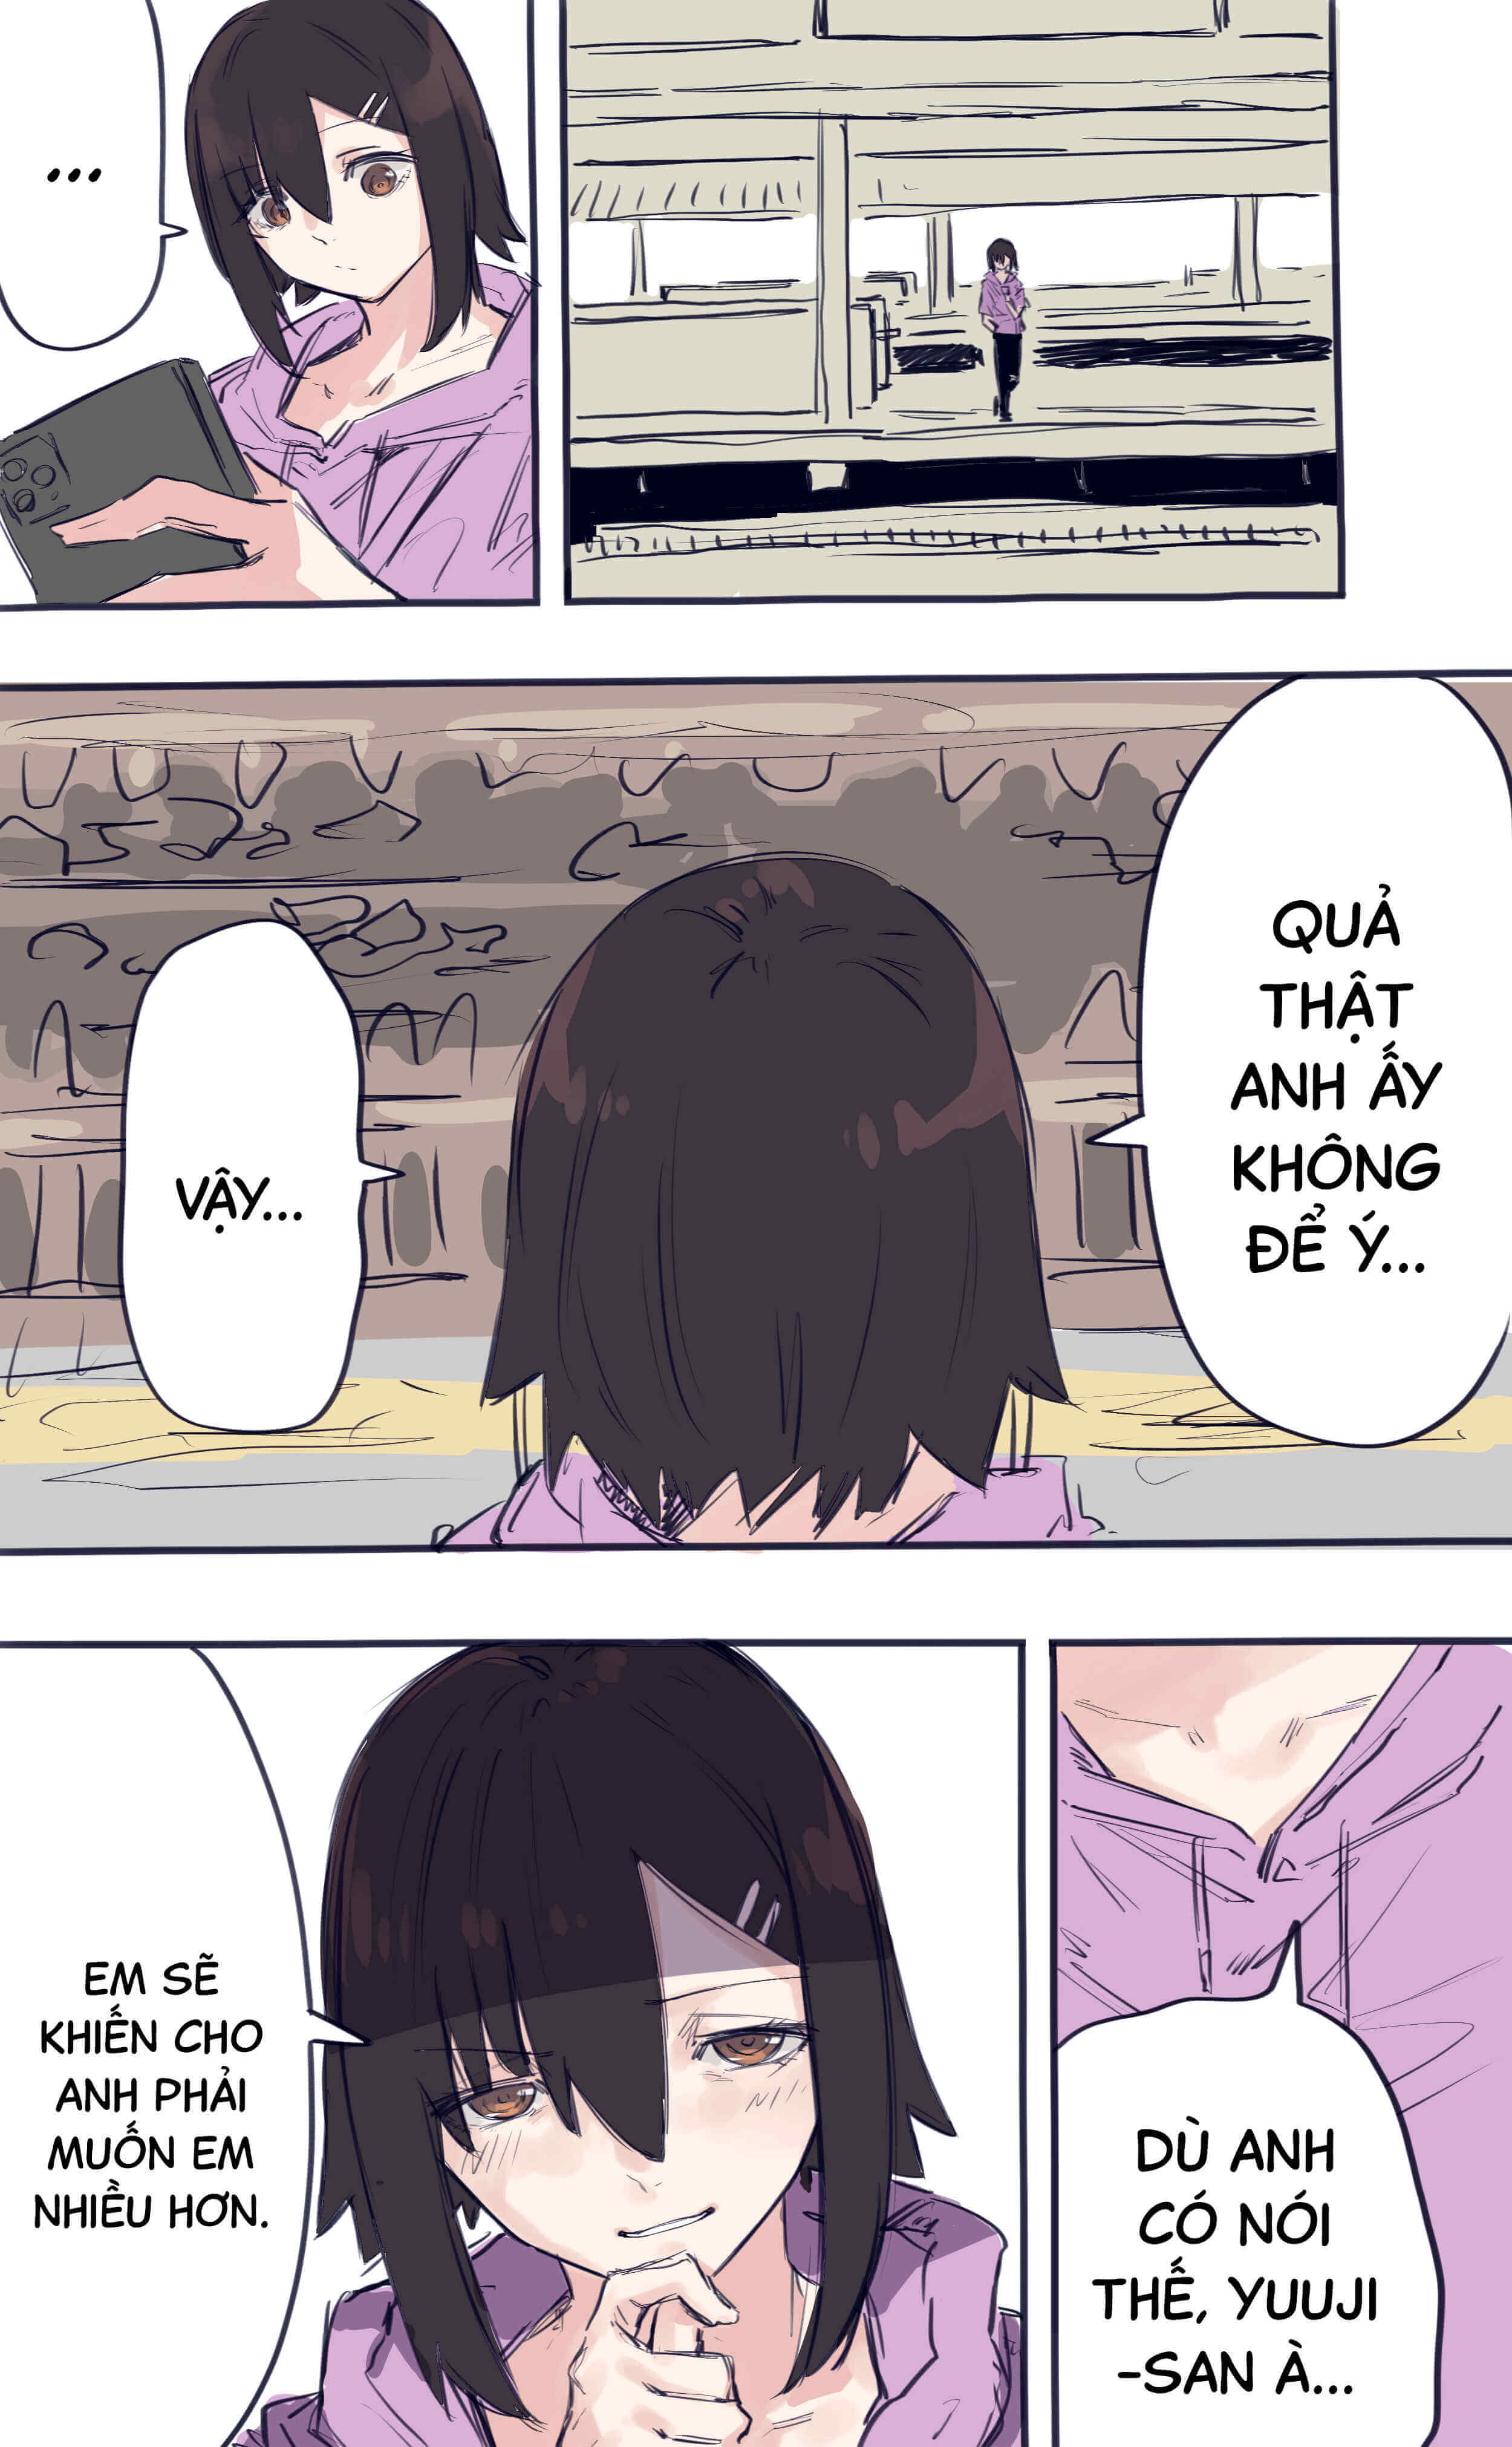 ...
QUẢ
THẬT
ANH ẤY
KHÔNG
ĐỂ Ý...
VẬY...
DÙ ANH
CÓ NÓI
THẾ, YUUJI
-SAN À...
EM SẼ
KHIẾN CHO
ANH PHẢI
MUỐN EM
NHIỀU HƠN.